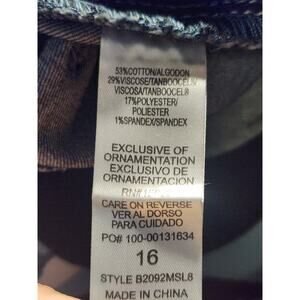 53%COTTON/ALGODON
29%VISCOSE/TANBOOCEL®/
VISCOSA/TANBOOCEL®
17%POLYESTER/
POLIESTER
1%SPANDEX/SPANDEX
EXCLUSIVE OF
ORNAMENTATION
EXCLUSIVO DE
ORNAMENTACION
RN#
CARE ON REVERSE
VER AL DORSO
PARA CUIDADO
PO# 100-00131634
16
STYLE B2092MSL8
MADE IN CHINA